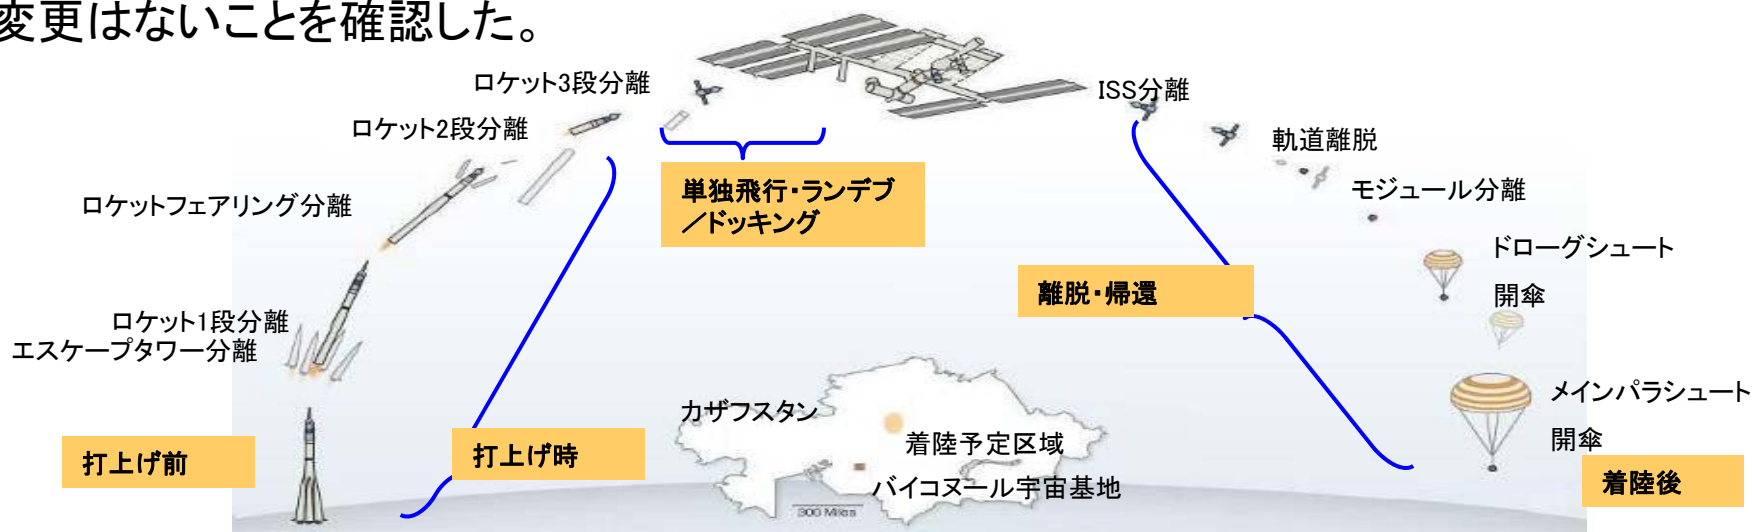 変更はないことを確認した。
ロケット3段分離
ISS分離
ロケット2段分離
軌道離脱
単独飛行・ランデブ
／ドッキング
モジュール分離
ロケットフェアリング分離
ドローグシュート
開傘
離脱・帰還
ロケット1段分離
エスケープタワー分離
メインパラシュート
開傘
カザフスタン
着陸予定区域
バイコヌール宇宙基地
300 Miles
打上げ前
打上げ時
着陸後